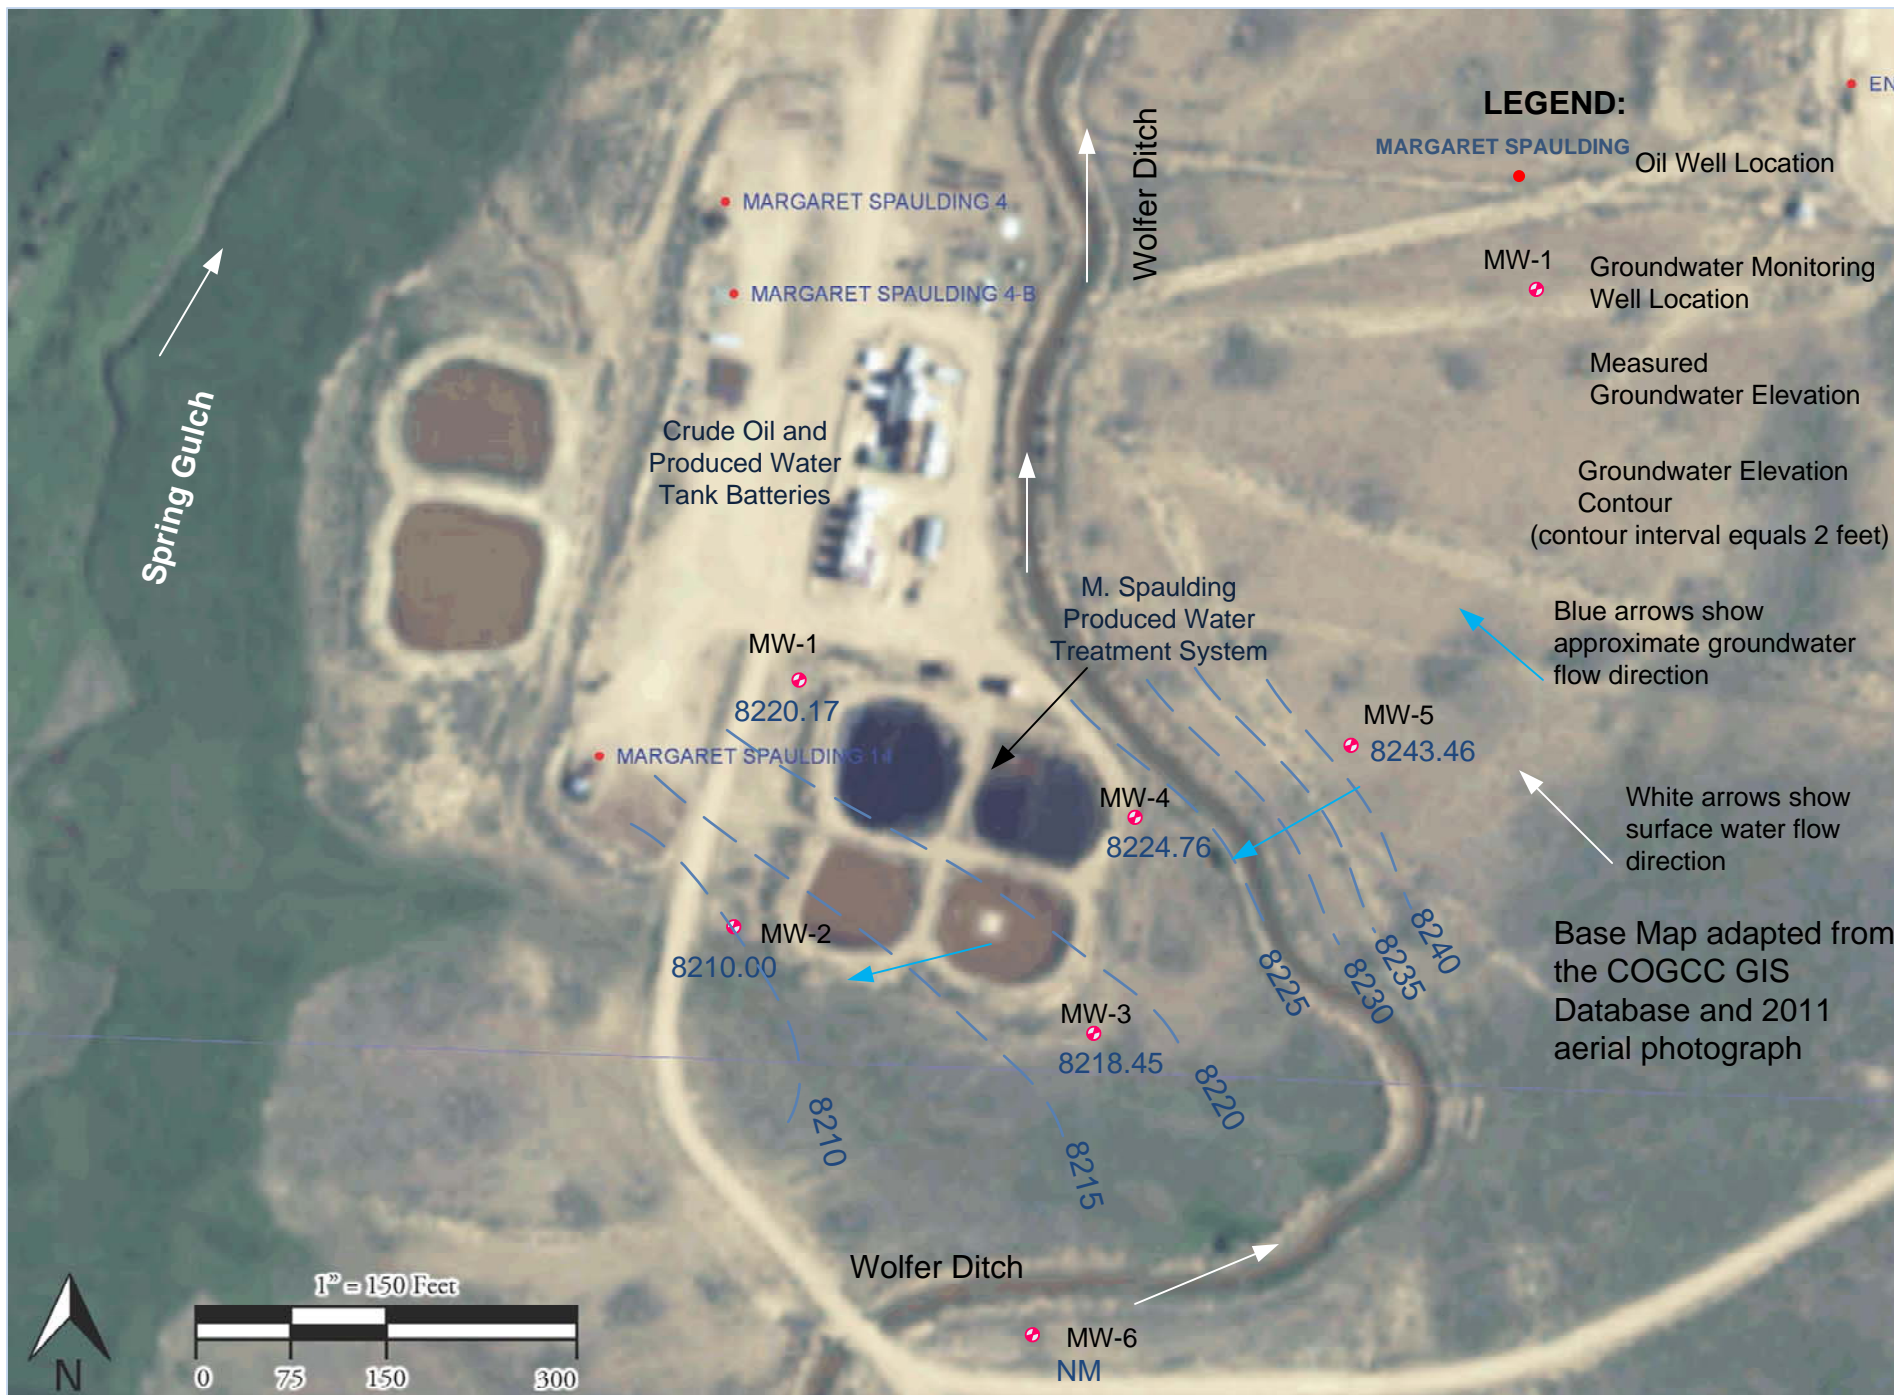 LEGEND:
MARGARET SPAULDING
Oil Well Location
MW-1
Groundwater Monitoring
Well Location
Measured
Groundwater Elevation
Groundwater Elevation
Contour
(contour interval equals 2 feet)
Blue arrows show
approximate groundwater
flow direction
White arrows show
surface water flow
direction
Base Map adapted from
the COGCC GIS
Database and 2011
aerial photograph
EN
Wolfer Ditch
MARGARET SPAULDING 4
MARGARET SPAULDING 4-B
Spring Gulch
Crude Oil and
Produced Water
Tank Batteries
M. Spaulding
Produced Water
Treatment System
MW-1
8220.17
MARGARET SPAULDING 14
MW-5
8243.46
MW-4
8224.76
MW-2
8210.00
MW-3
8218.45
8240
8235
8230
8225
8220
8215
8210
Wolfer Ditch
MW-6
NM
1” = 150 Feet
0 75 150 300
N